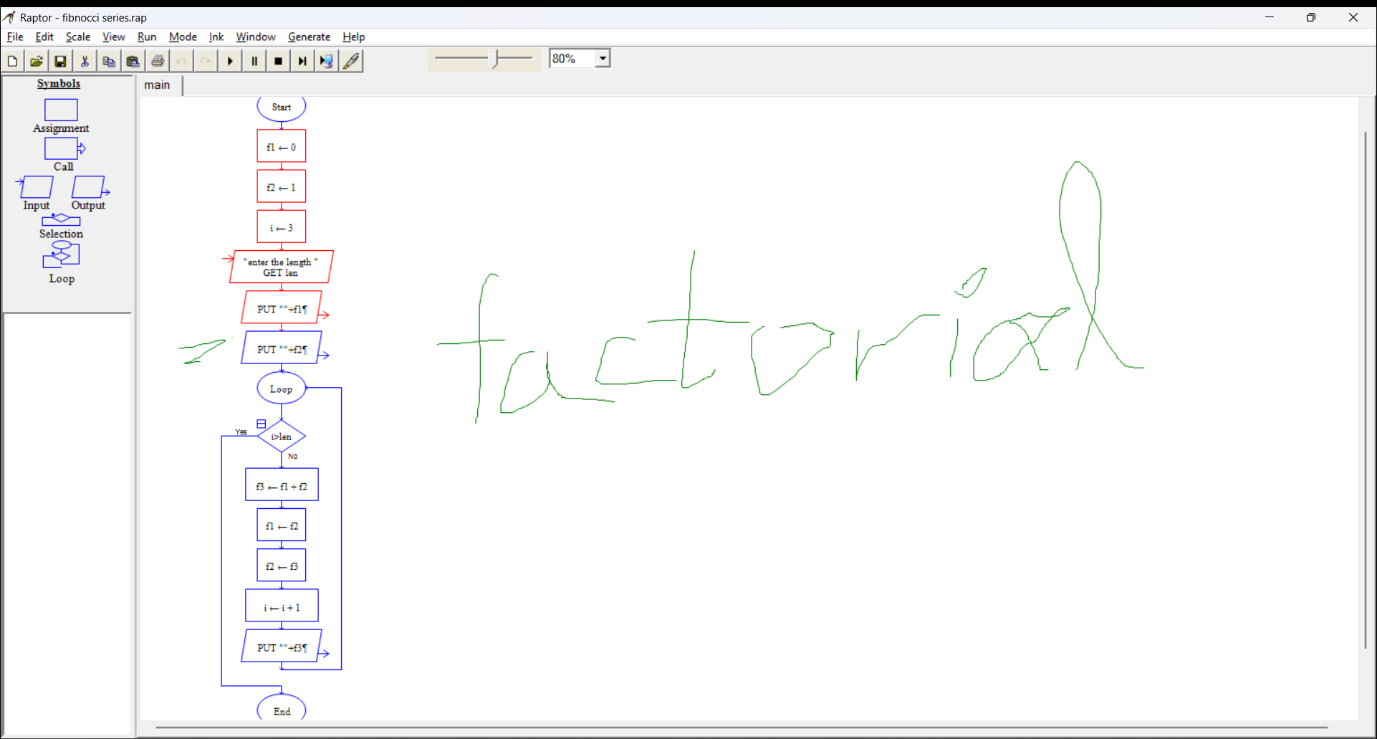 Raptor - fibnocci series.rap
File Edit Scale View Run Mode Ink Window Generate Help
80%
Symbols
main
Assignment
Call
Input Output
Selection
Loop
Start
f1 ← 0
f2 ← 1
i ← 3
"enter the length "
GET len
PUT ""+f1¶
PUT ""+f2¶
Loop
Yes
i>len
No
f3 ← f1 + f2
f1 ← f2
f2 ← f3
i ← i + 1
PUT ""+f3¶
End
factorial